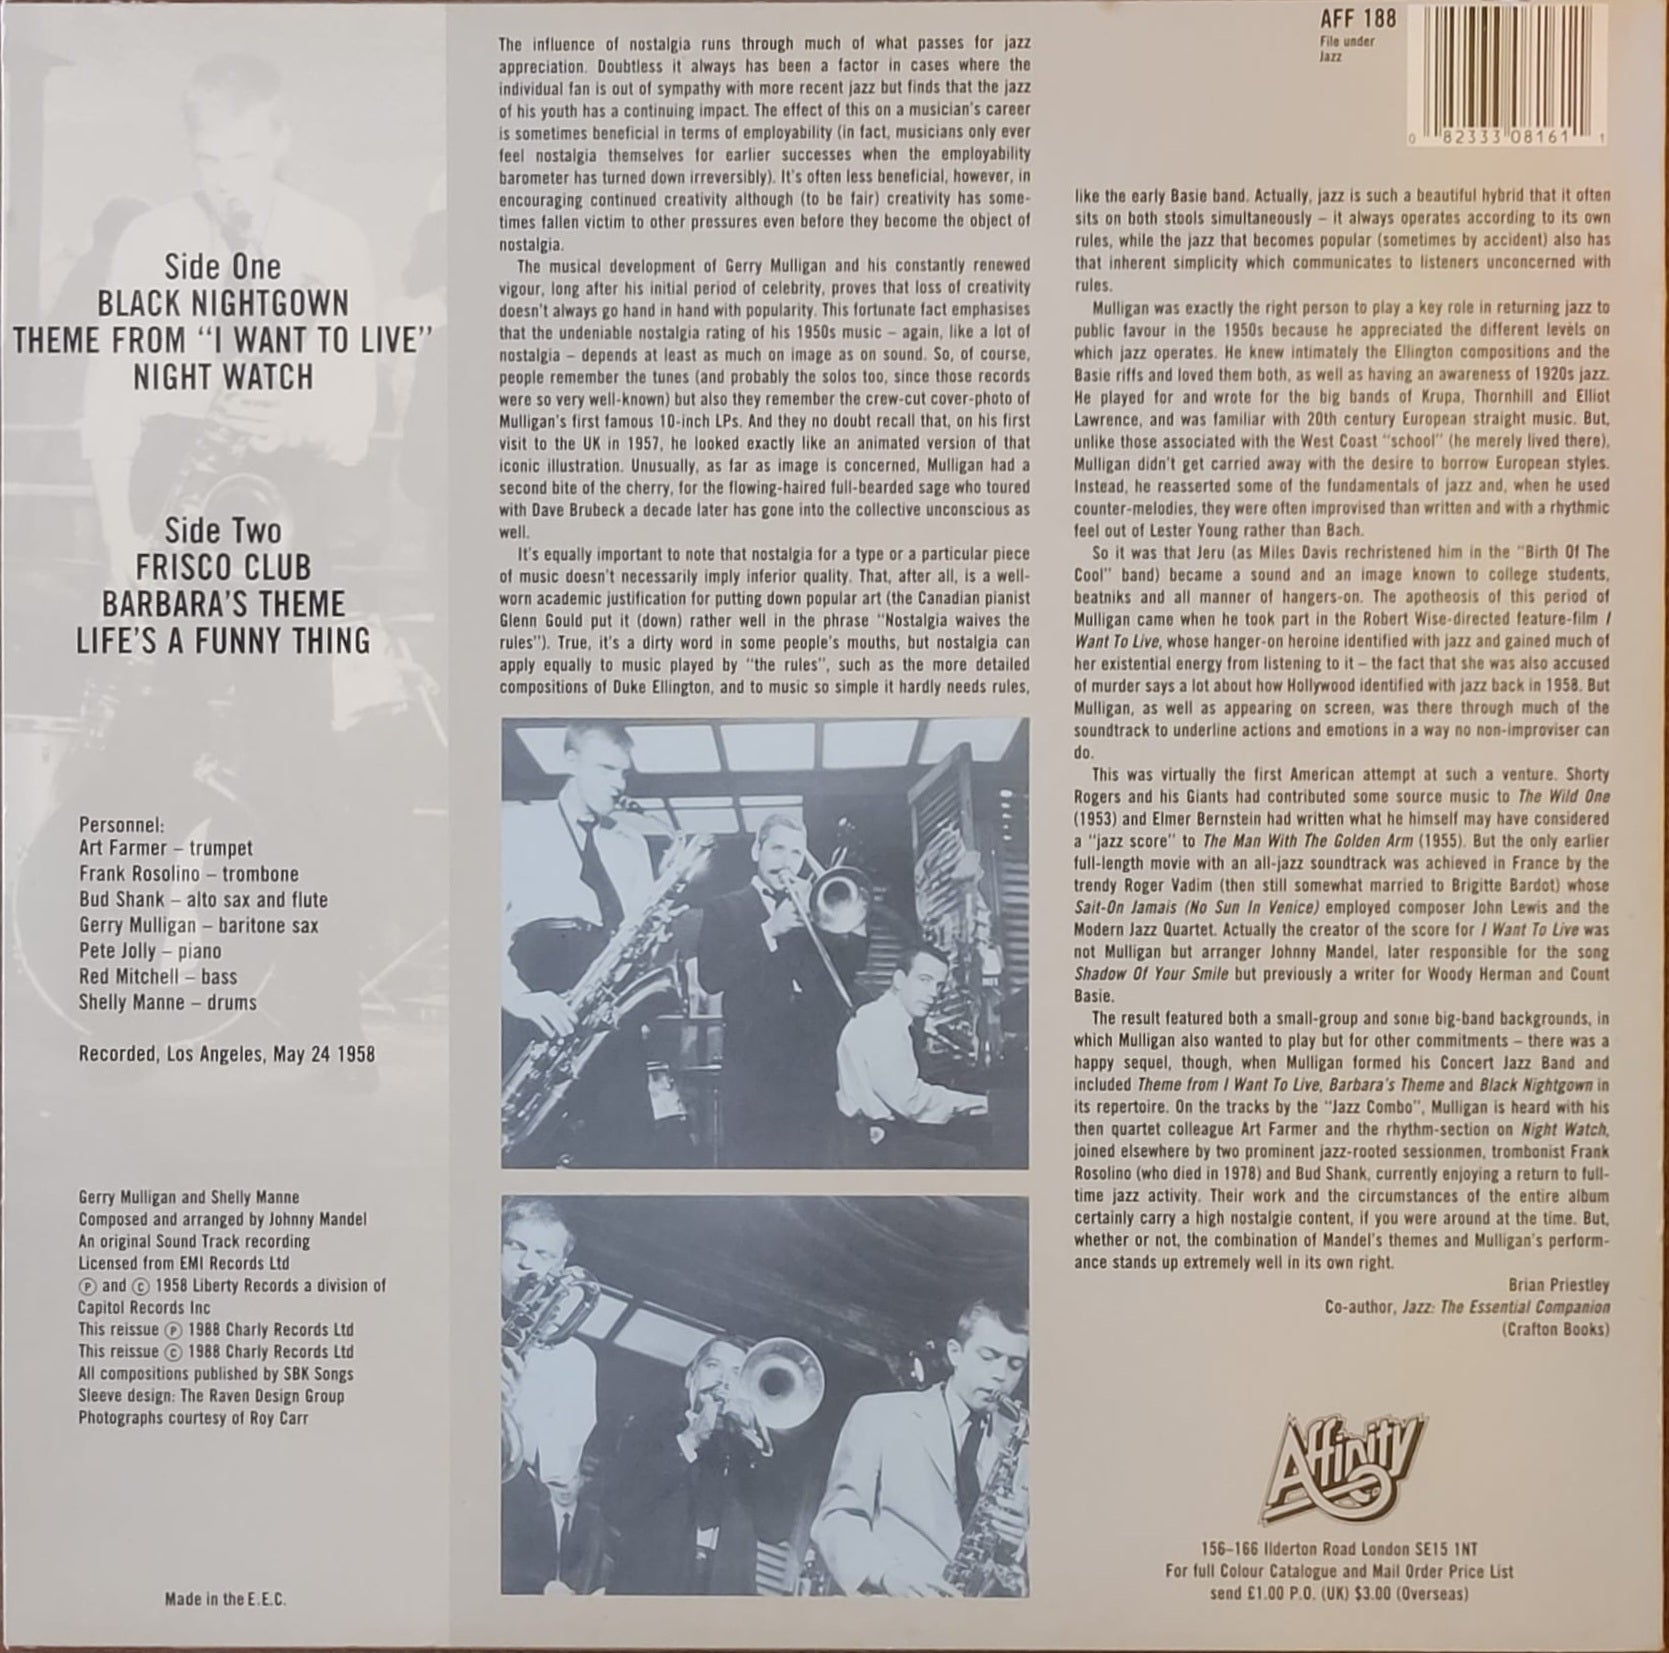 Side One
BLACK NIGHTGOWN
THEME FROM “I WANT TO LIVE”
NIGHT WATCH
Side Two
FRISCO CLUB
BARBARA'S THEME
LIFE'S A FUNNY THING
Personnel:
Art Farmer – trumpet
Frank Rosolino – trombone
Bud Shank – alto sax and flute
Gerry Mulligan – baritone sax
Pete Jolly – piano
Red Mitchell – bass
Shelly Manne – drums
Recorded, Los Angeles, May 24 1958
Gerry Mulligan and Shelly Manne
Composed and arranged by Johnny Mandel
An original Sound Track recording
Licensed from EMI Records Ltd
Ⓟ and © 1958 Liberty Records a division of
Capitol Records Inc
This reissue Ⓟ 1988 Charly Records Ltd
This reissue © 1988 Charly Records Ltd
All compositions published by SBK Songs
Sleeve design: The Raven Design Group
Photographs courtesy of Roy Carr
Made in the E.E.C.
The influence of nostalgia runs through much of what passes for jazz
appreciation. Doubtless it always has been a factor in cases where the
individual fan is out of sympathy with more recent jazz but finds that the jazz
of his youth has a continuing impact. The effect of this on a musician's career
is sometimes beneficial in terms of employability (in fact, musicians only ever
feel nostalgia themselves for earlier successes when the employability
barometer has turned down irreversibly). It's often less beneficial, however, in
encouraging continued creativity although (to be fair) creativity has some-
times fallen victim to other pressures even before they become the object of
nostalgia.
The musical development of Gerry Mulligan and his constantly renewed
vigour, long after his initial period of celebrity, proves that loss of creativity
doesn't always go hand in hand with popularity. This fortunate fact emphasises
that the undeniable nostalgia rating of his 1950s music – again, like a lot of
nostalgia – depends at least as much on image as on sound. So, of course,
people remember the tunes (and probably the solos too, since those records
were so very well-known) but also they remember the crew-cut cover-photo of
Mulligan's first famous 10-inch LPs. And they no doubt recall that, on his first
visit to the UK in 1957, he looked exactly like an animated version of that
iconic illustration. Unusually, as far as image is concerned, Mulligan had a
second bite of the cherry, for the flowing-haired full-bearded sage who toured
with Dave Brubeck a decade later has gone into the collective unconscious as
well.
It's equally important to note that nostalgia for a type or a particular piece
of music doesn't necessarily imply inferior quality. That, after all, is a well-
worn academic justification for putting down popular art (the Canadian pianist
Glenn Gould put it (down) rather well in the phrase “Nostalgia waives the
rules”). True, it's a dirty word in some people's mouths, but nostalgia can
apply equally to music played by “the rules”, such as the more detailed
compositions of Duke Ellington, and to music so simple it hardly needs rules,
AFF 188
File under
Jazz
0 82333 08161 1
like the early Basie band. Actually, jazz is such a beautiful hybrid that it often
sits on both stools simultaneously – it always operates according to its own
rules, while the jazz that becomes popular (sometimes by accident) also has
that inherent simplicity which communicates to listeners unconcerned with
rules.
Mulligan was exactly the right person to play a key role in returning jazz to
public favour in the 1950s because he appreciated the different levels on
which jazz operates. He knew intimately the Ellington compositions and the
Basie riffs and loved them both, as well as having an awareness of 1920s jazz.
He played for and wrote for the big bands of Krupa, Thornhill and Elliot
Lawrence, and was familiar with 20th century European straight music. But,
unlike those associated with the West Coast “school” (he merely lived there),
Mulligan didn't get carried away with the desire to borrow European styles.
Instead, he reasserted some of the fundamentals of jazz and, when he used
counter-melodies, they were often improvised than written and with a rhythmic
feel out of Lester Young rather than Bach.
So it was that Jeru (as Miles Davis rechristened him in the “Birth Of The
Cool” band) became a sound and an image known to college students,
beatniks and all manner of hangers-on. The apotheosis of this period of
Mulligan came when he took part in the Robert Wise-directed feature-film I
Want To Live, whose hanger-on heroine identified with jazz and gained much of
her existential energy from listening to it – the fact that she was also accused
of murder says a lot about how Hollywood identified with jazz back in 1958. But
Mulligan, as well as appearing on screen, was there through much of the
soundtrack to underline actions and emotions in a way no non-improviser can
do.
This was virtually the first American attempt at such a venture. Shorty
Rogers and his Giants had contributed some source music to The Wild One
(1953) and Elmer Bernstein had written what he himself may have considered
a “jazz score” to The Man With The Golden Arm (1955). But the only earlier
full-length movie with an all-jazz soundtrack was achieved in France by the
trendy Roger Vadim (then still somewhat married to Brigitte Bardot) whose
Sait-On Jamais (No Sun In Venice) employed composer John Lewis and the
Modern Jazz Quartet. Actually the creator of the score for I Want To Live was
not Mulligan but arranger Johnny Mandel, later responsible for the song
Shadow Of Your Smile but previously a writer for Woody Herman and Count
Basie.
The result featured both a small-group and some big-band backgrounds, in
which Mulligan also wanted to play but for other commitments – there was a
happy sequel, though, when Mulligan formed his Concert Jazz Band and
included Theme from I Want To Live, Barbara's Theme and Black Nightgown in
its repertoire. On the tracks by the “Jazz Combo”, Mulligan is heard with his
then quartet colleague Art Farmer and the rhythm-section on Night Watch,
joined elsewhere by two prominent jazz-rooted sessionmen, trombonist Frank
Rosolino (who died in 1978) and Bud Shank, currently enjoying a return to full-
time jazz activity. Their work and the circumstances of the entire album
certainly carry a high nostalgie content, if you were around at the time. But,
whether or not, the combination of Mandel's themes and Mulligan's perform-
ance stands up extremely well in its own right.
Brian Priestley
Co-author, Jazz: The Essential Companion
(Crafton Books)
Affinity
156–166 Ilderton Road London SE15 1NT
For full Colour Catalogue and Mail Order Price List
send £1.00 P.O. (UK) $3.00 (Overseas)